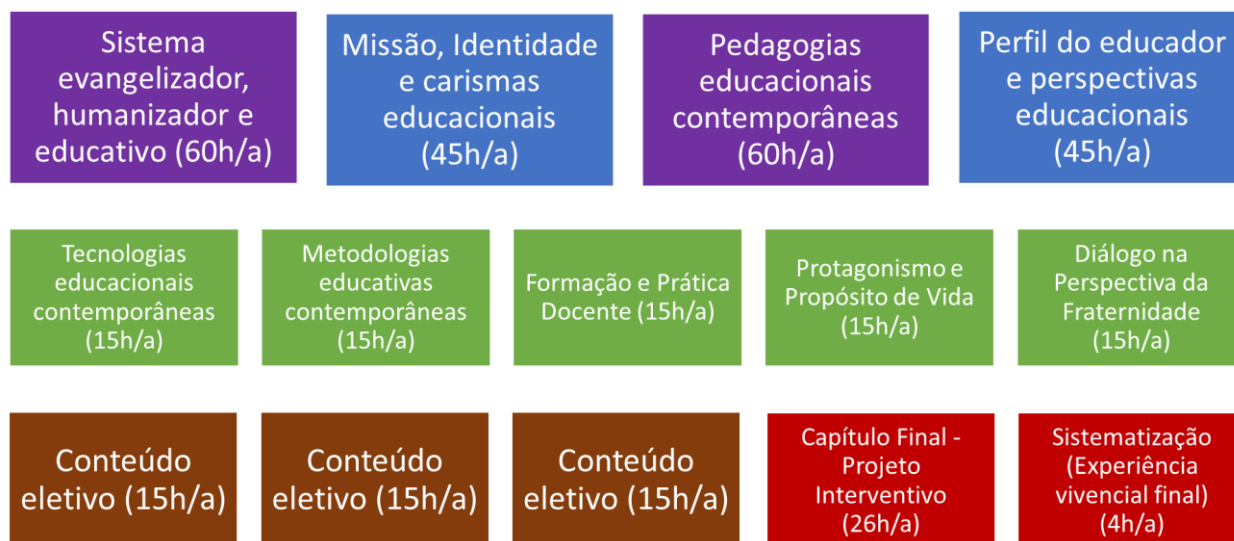 Sistema
evangelizador,
humanizador e
educativo (60h/a)
Missão, Identidade
e carismas
educacionais
(45h/a)
Pedagogias
educacionais
contemporâneas
(60h/a)
Perfil do educador
e perspectivas
educacionais
(45h/a)
Tecnologias
educacionais
contemporâneas
(15h/a)
Metodologias
educativas
contemporâneas
(15h/a)
Formação e Prática
Docente (15h/a)
Protagonismo e
Propósito de Vida
(15h/a)
Diálogo na
Perspectiva da
Fraternidade
(15h/a)
Conteúdo
eletivo (15h/a)
Conteúdo
eletivo (15h/a)
Conteúdo
eletivo (15h/a)
Capítulo Final -
Projeto
Interventivo
(26h/a)
Sistematização
(Experiência
vivencial final)
(4h/a)